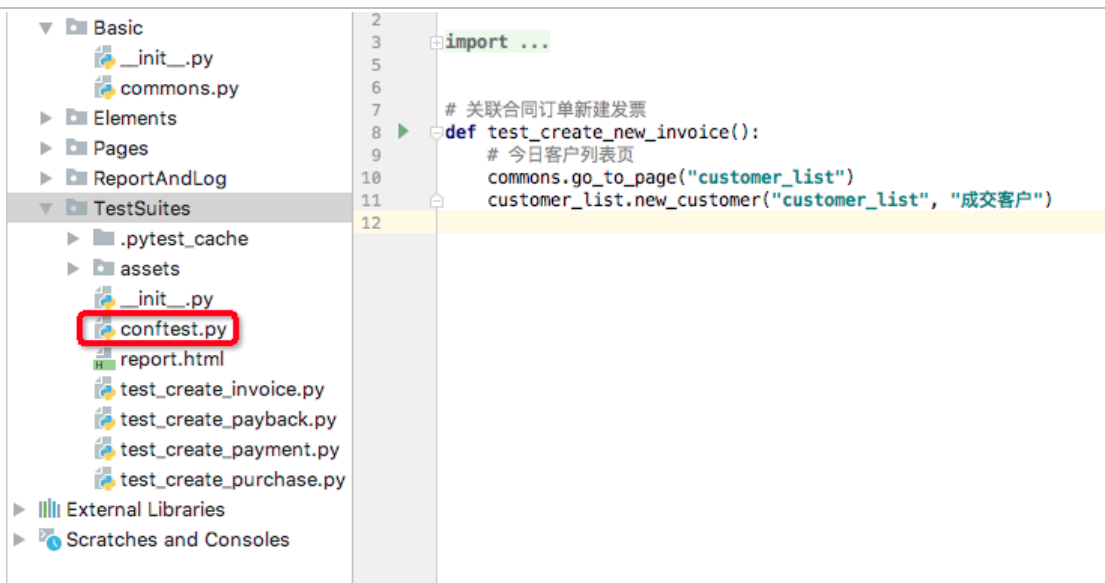 Basic
__init__.py
commons.py
Elements
Pages
ReportAndLog
TestSuites
.pytest_cache
assets
__init__.py
conftest.py
report.html
test_create_invoice.py
test_create_payback.py
test_create_payment.py
test_create_purchase.py
External Libraries
Scratches and Consoles
2
3 import ...
5
6
7 # 关联合同订单新建发票
8 def test_create_new_invoice():
9 # 今日客户列表页
10 commons.go_to_page("customer_list")
11 customer_list.new_customer("customer_list", "成交客户")
12